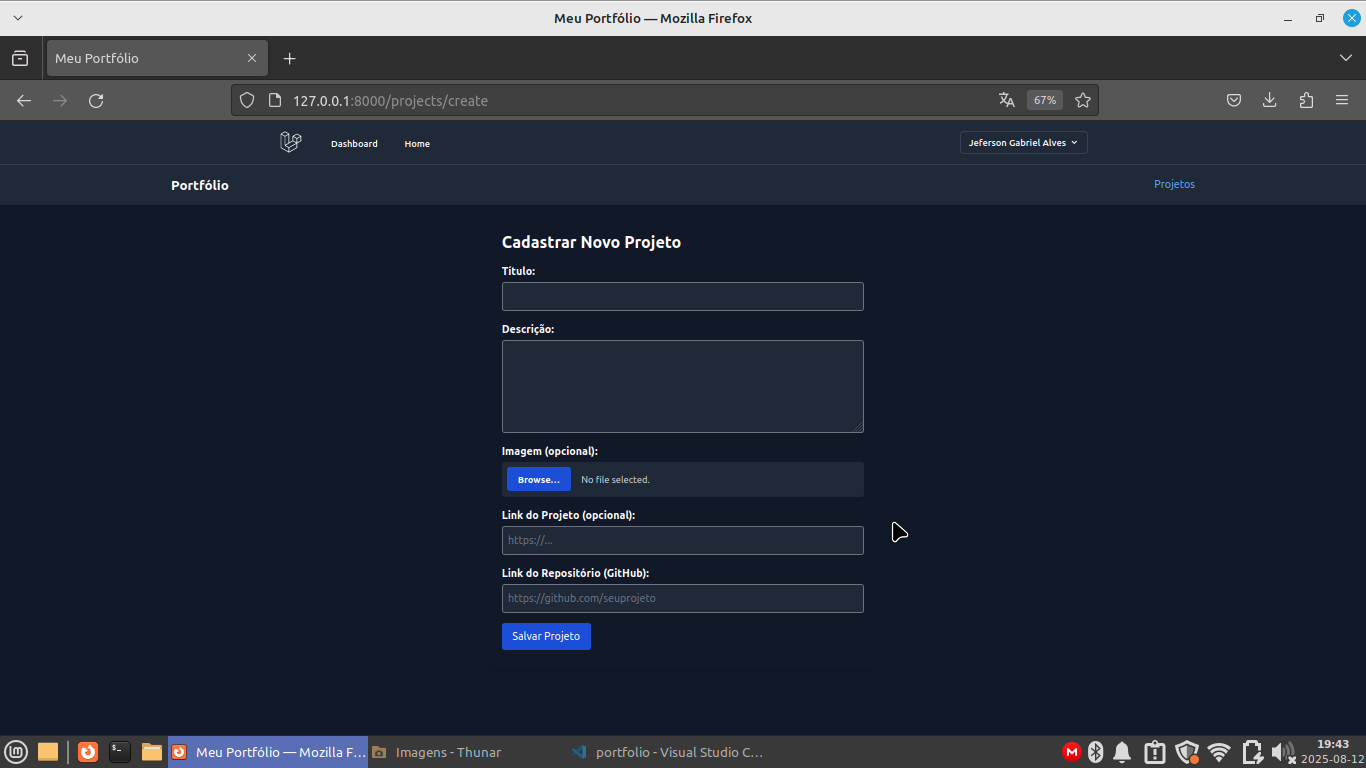 Meu Portfólio — Mozilla Firefox
Meu Portfólio
127.0.0.1:8000/projects/create
67%
Dashboard
Home
Jeferson Gabriel Alves
Portfólio
Projetos
Cadastrar Novo Projeto
Título:
Descrição:
Imagem (opcional):
Browse... No file selected.
Link do Projeto (opcional):
https://...
Link do Repositório (GitHub):
https://github.com/seuprojeto
Salvar Projeto
Meu Portfólio — Mozilla F...
Imagens - Thunar
portfolio - Visual Studio C...
19:43
2025-08-12